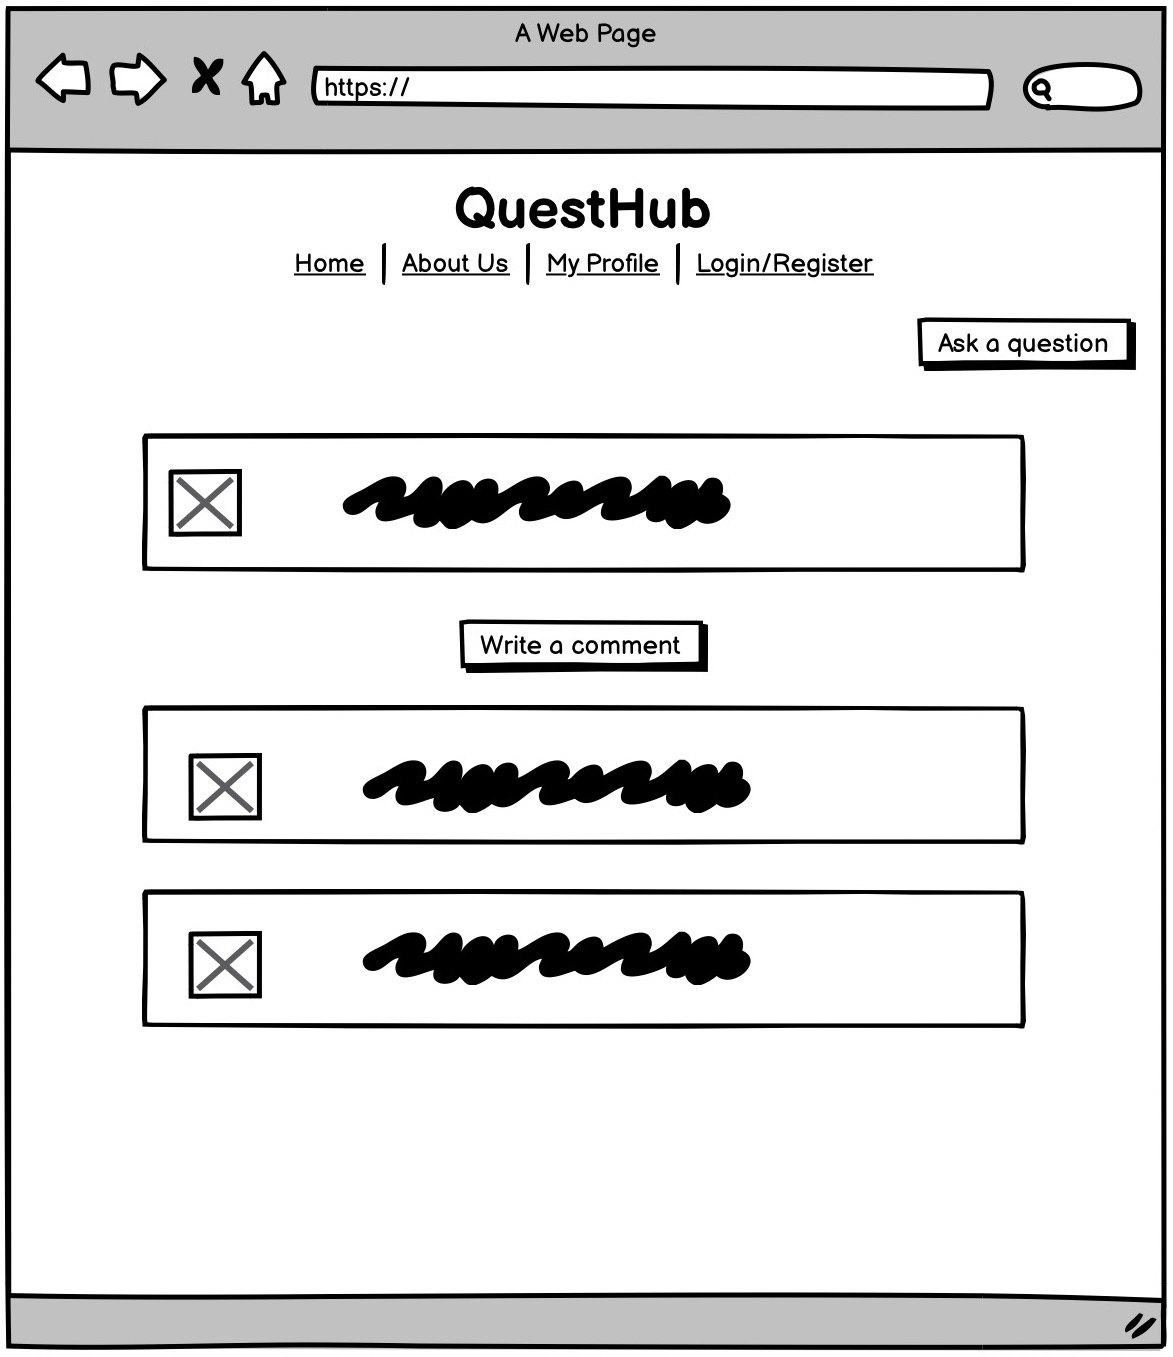 A Web Page
https://
QuestHub
Home | About Us | My Profile | Login/Register
Ask a question
Write a comment